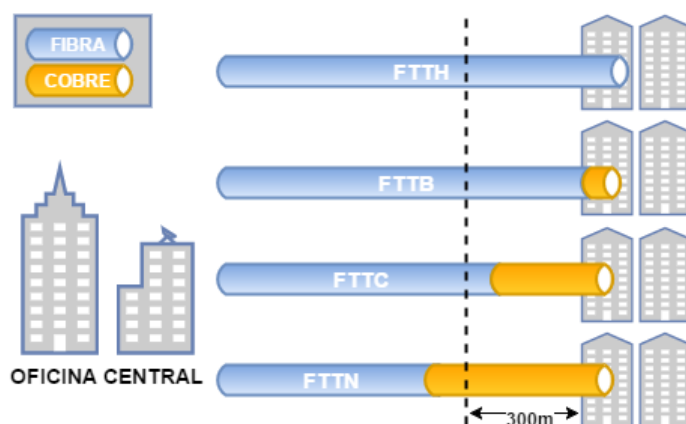 FIBRA
COBRE
FTTH
FTTB
FTTC
FTTN
OFICINA CENTRAL
300m